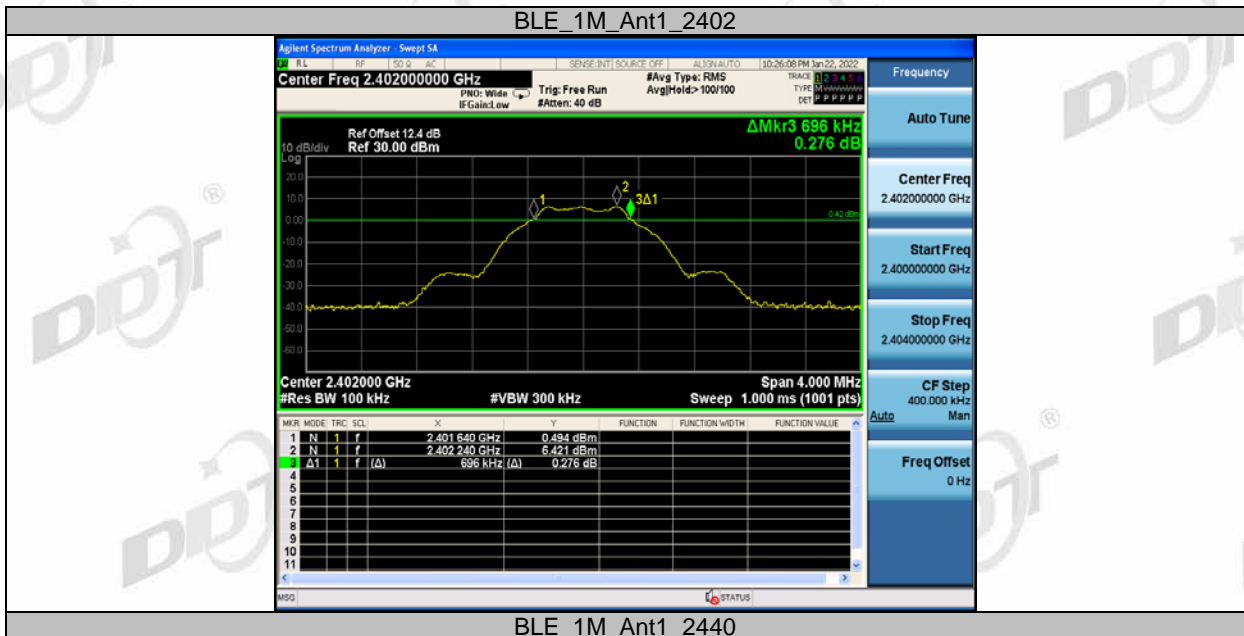 BLE_1M_Ant1_2402
Agilent Spectrum Analyzer - Swept SA
RL RF 50 Ω AC SENSE:INT SOURCE OFF ALIGN AUTO 10:26:08 PM Jan 22, 2022
Center Freq 2.402000000 GHz
PNO: Wide
IFGain:Low
Trig: Free Run
#Atten: 40 dB
#Avg Type: RMS
Avg|Hold:> 100/100
TRACE 1 2 3 4 5 6
TYPE M
DET P P P P P P
Frequency
Auto Tune
Center Freq
2.402000000 GHz
Start Freq
2.400000000 GHz
Stop Freq
2.404000000 GHz
CF Step
400.000 kHz
Auto Man
Freq Offset
0 Hz
Ref Offset 12.4 dB
10 dB/div Ref 30.00 dBm
Log
ΔMkr3 696 kHz
0.276 dB
20.0
10.0
0.00
-10.0
-20.0
-30.0
-40.0
-50.0
-60.0
1
2
3Δ1
0.42 dBm
Center 2.402000 GHz Span 4.000 MHz
#Res BW 100 kHz #VBW 300 kHz Sweep 1.000 ms (1001 pts)
MKR MODE TRC SCL X Y FUNCTION FUNCTION WIDTH FUNCTION VALUE
1 N 1 f 2.401 640 GHz 0.494 dBm
2 N 1 f 2.402 240 GHz 6.421 dBm
3 Δ1 1 f (Δ) 696 kHz (Δ) 0.276 dB
4
5
6
7
8
9
10
11
MSG STATUS
BLE_1M_Ant1_2440
DDT
®